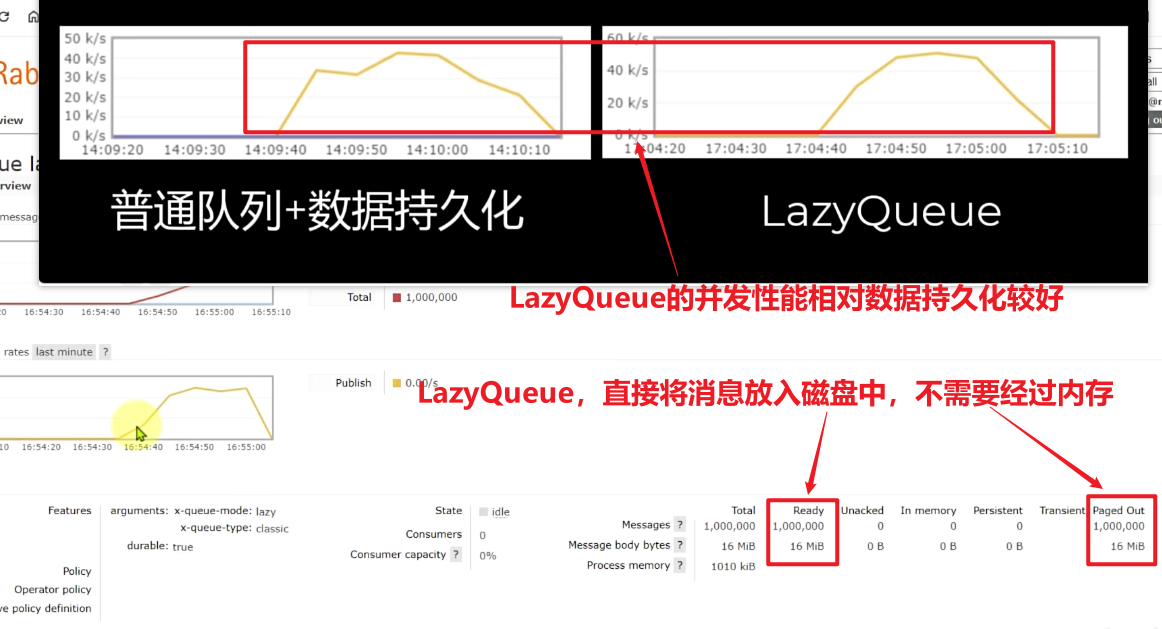 Rab
50 k/s
40 k/s
30 k/s
20 k/s
10 k/s
0 k/s
14:09:20 14:09:30 14:09:40 14:09:50 14:10:00 14:10:10
60 k/s
40 k/s
20 k/s
0 k/s
17:04:20 17:04:30 17:04:40 17:04:50 17:05:00 17:05:10
view
ue la
rview
messag
普通队列+数据持久化
LazyQueue
LazyQueue的并发性能相对数据持久化较好
Total 1,000,000
16:54:30 16:54:40 16:54:50 16:55:00 16:55:10
rates last minute ?
Publish 0.00/s
LazyQueue，直接将消息放入磁盘中，不需要经过内存
16:54:20 16:54:30 16:54:40 16:54:50 16:55:00
Features arguments: x-queue-mode: lazy
x-queue-type: classic
durable: true
Policy
Operator policy
ve policy definition
State idle
Consumers 0
Consumer capacity ? 0%
Total Ready Unacked In memory Persistent Transient Paged Out
Messages ? 1,000,000 1,000,000 0 0 0 1,000,000
Message body bytes ? 16 MiB 16 MiB 0 B 0 B 0 B 16 MiB
Process memory ? 1010 kiB